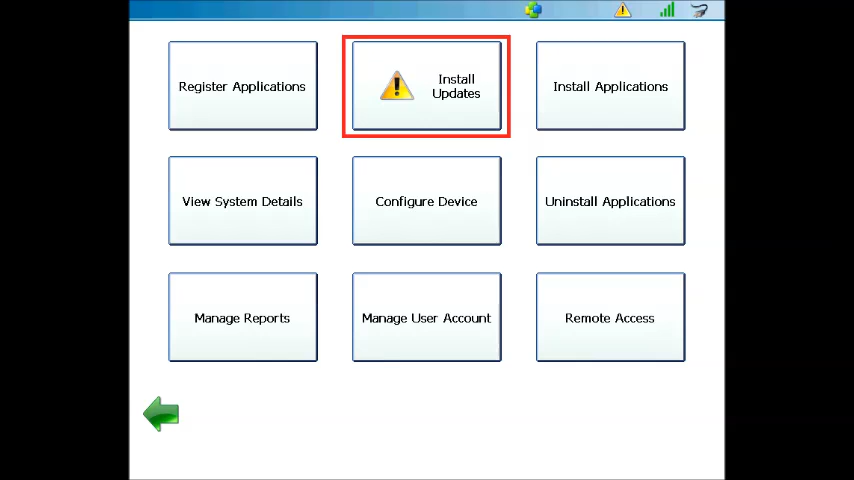 Register Applications
Install
Updates
Install Applications
View System Details
Configure Device
Uninstall Applications
Manage Reports
Manage User Account
Remote Access